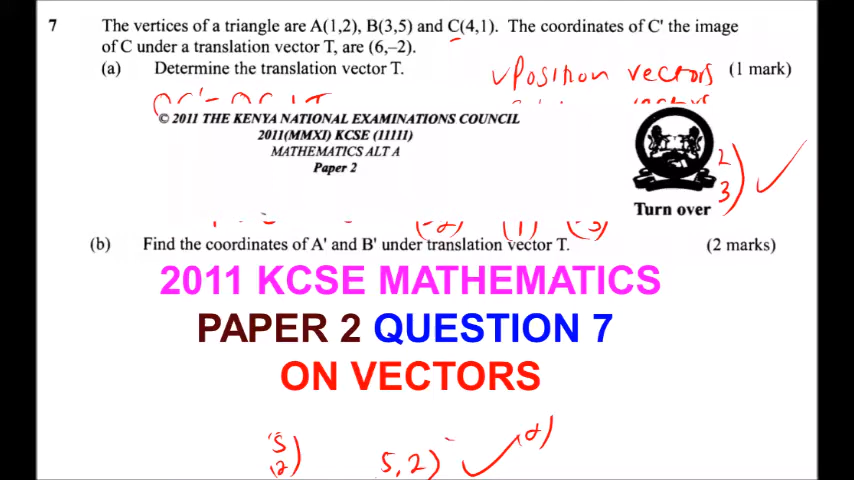 7 The vertices of a triangle are A(1,2), B(3,5) and C(4,1). The coordinates of C' the image
of C under a translation vector T, are (6,–2).
(a) Determine the translation vector T. (1 mark)
Position vectors
© 2011 THE KENYA NATIONAL EXAMINATIONS COUNCIL
2011(MMXI) KCSE (11111)
MATHEMATICS ALT A
Paper 2
2
3
Turn over
(b) Find the coordinates of A' and B' under translation vector T. (2 marks)
2011 KCSE MATHEMATICS
PAPER 2 QUESTION 7
ON VECTORS
5, 2)